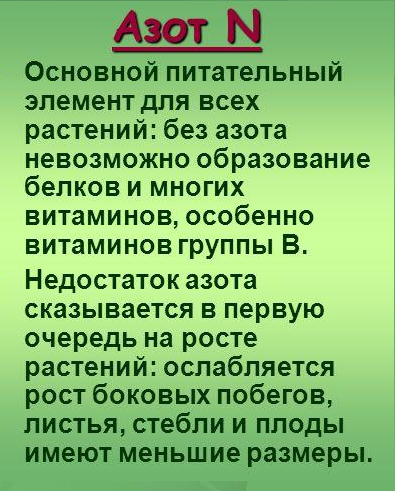 Азот N
Основной питательный
элемент для всех
растений: без азота
невозможно образование
белков и многих
витаминов, особенно
витаминов группы В.
Недостаток азота
сказывается в первую
очередь на росте
растений: ослабляется
рост боковых побегов,
листья, стебли и плоды
имеют меньшие размеры.